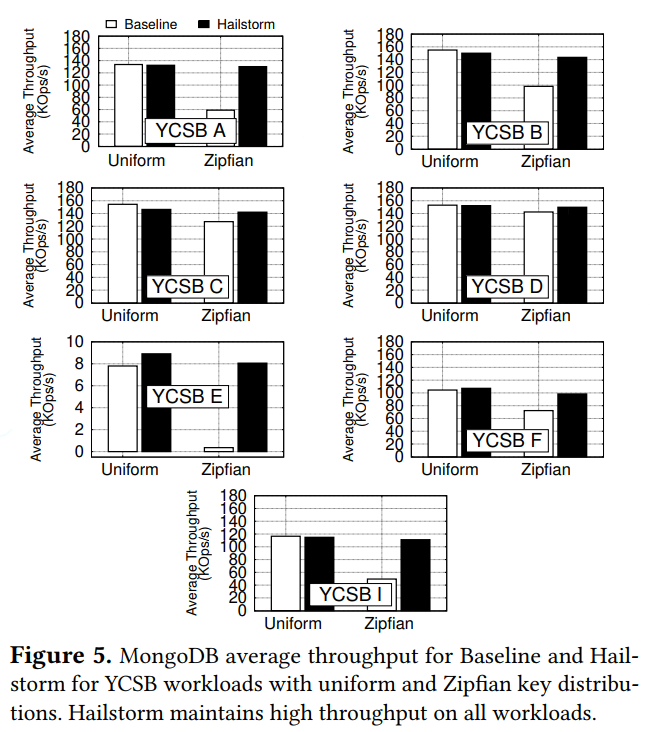 Baseline Hailstorm
Average Throughput
(KOps/s)
180
160
140
120
100
80
60
40
20
0
YCSB A
Uniform Zipfian
Average Throughput
(KOps/s)
180
160
140
120
100
80
60
40
20
0
YCSB B
Uniform Zipfian
Average Throughput
(KOps/s)
180
160
140
120
100
80
60
40
20
0
YCSB C
Uniform Zipfian
Average Throughput
(KOps/s)
180
160
140
120
100
80
60
40
20
0
YCSB D
Uniform Zipfian
Average Throughput
(KOps/s)
10
8
6
4
2
0
YCSB E
Uniform Zipfian
Average Throughput
(KOps/s)
180
160
140
120
100
80
60
40
20
0
YCSB F
Uniform Zipfian
Average Throughput
(KOps/s)
180
160
140
120
100
80
60
40
20
0
YCSB I
Uniform Zipfian
Figure 5. MongoDB average throughput for Baseline and Hail-
storm for YCSB workloads with uniform and Zipfian key distribu-
tions. Hailstorm maintains high throughput on all workloads.